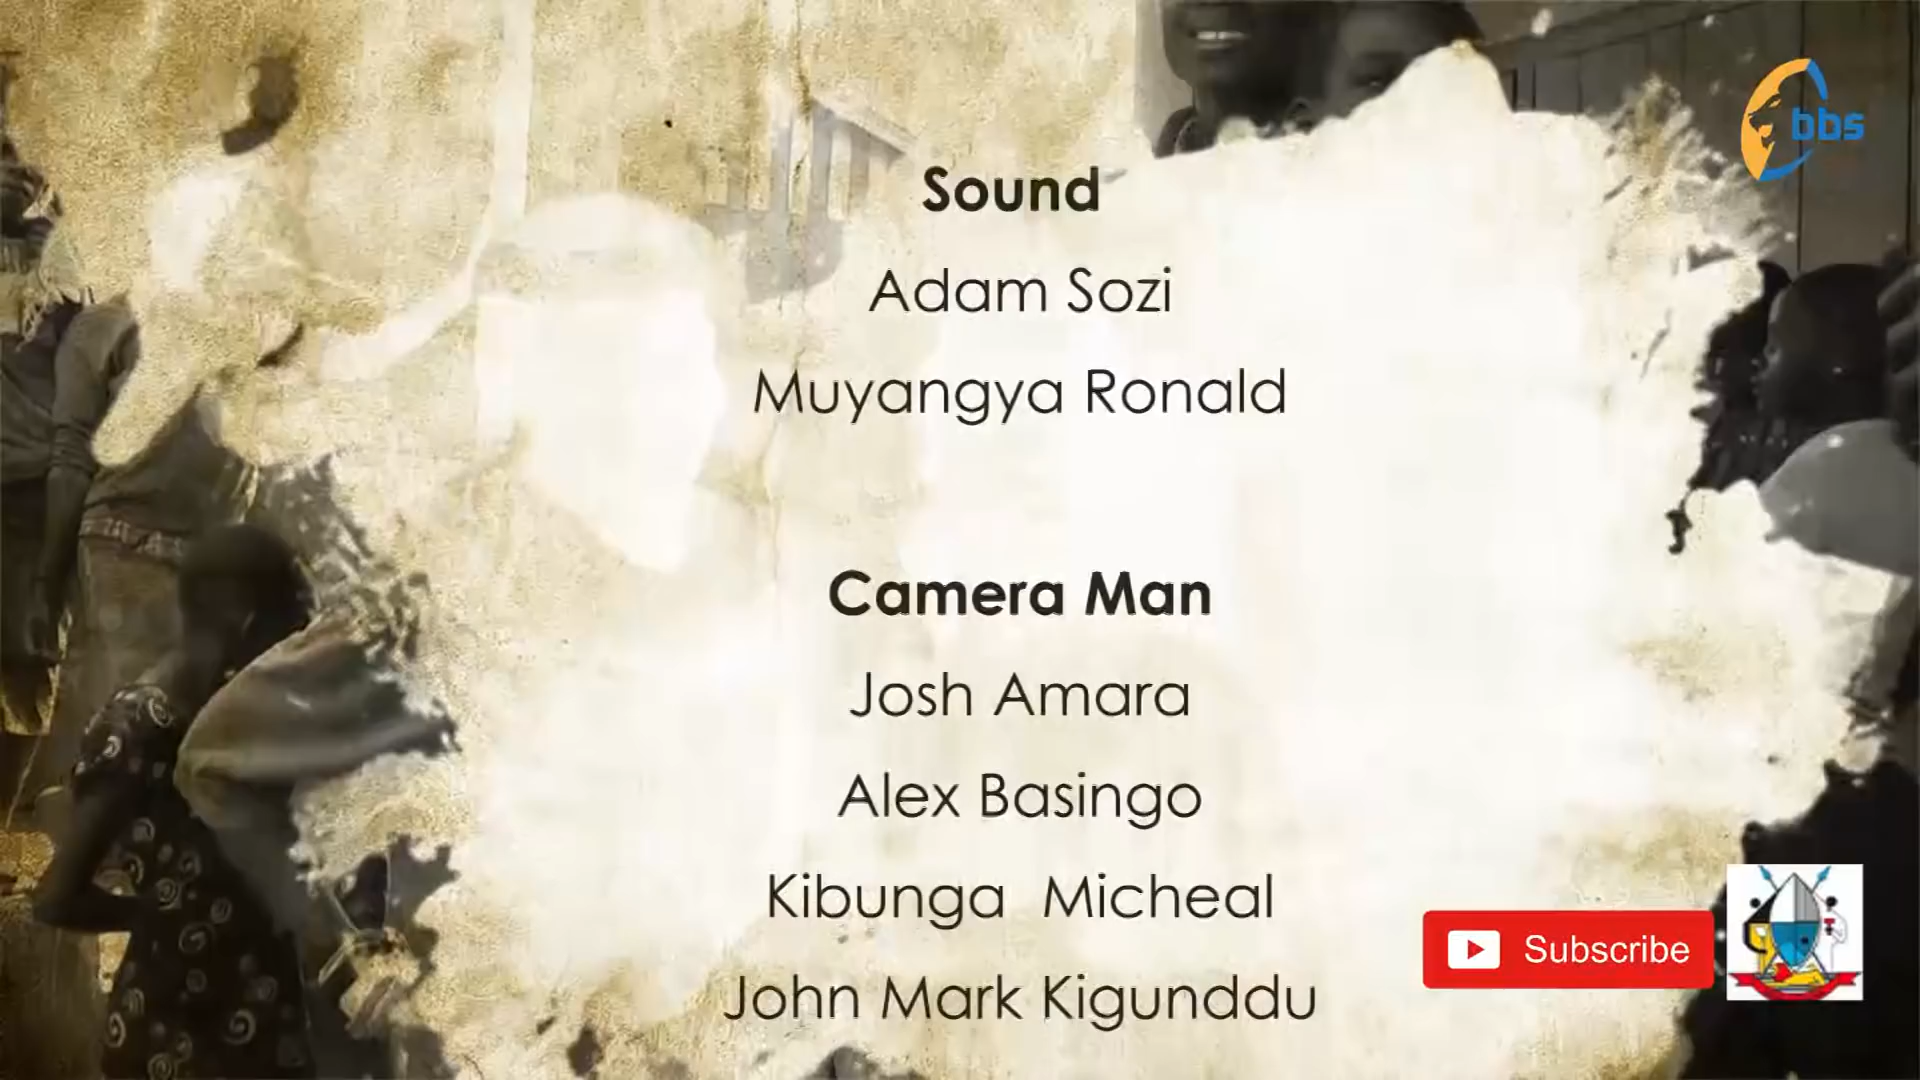 bbs
Sound
Adam Sozi
Muyangya Ronald
Camera Man
Josh Amara
Alex Basingo
Kibunga Micheal
John Mark Kigunddu
Subscribe